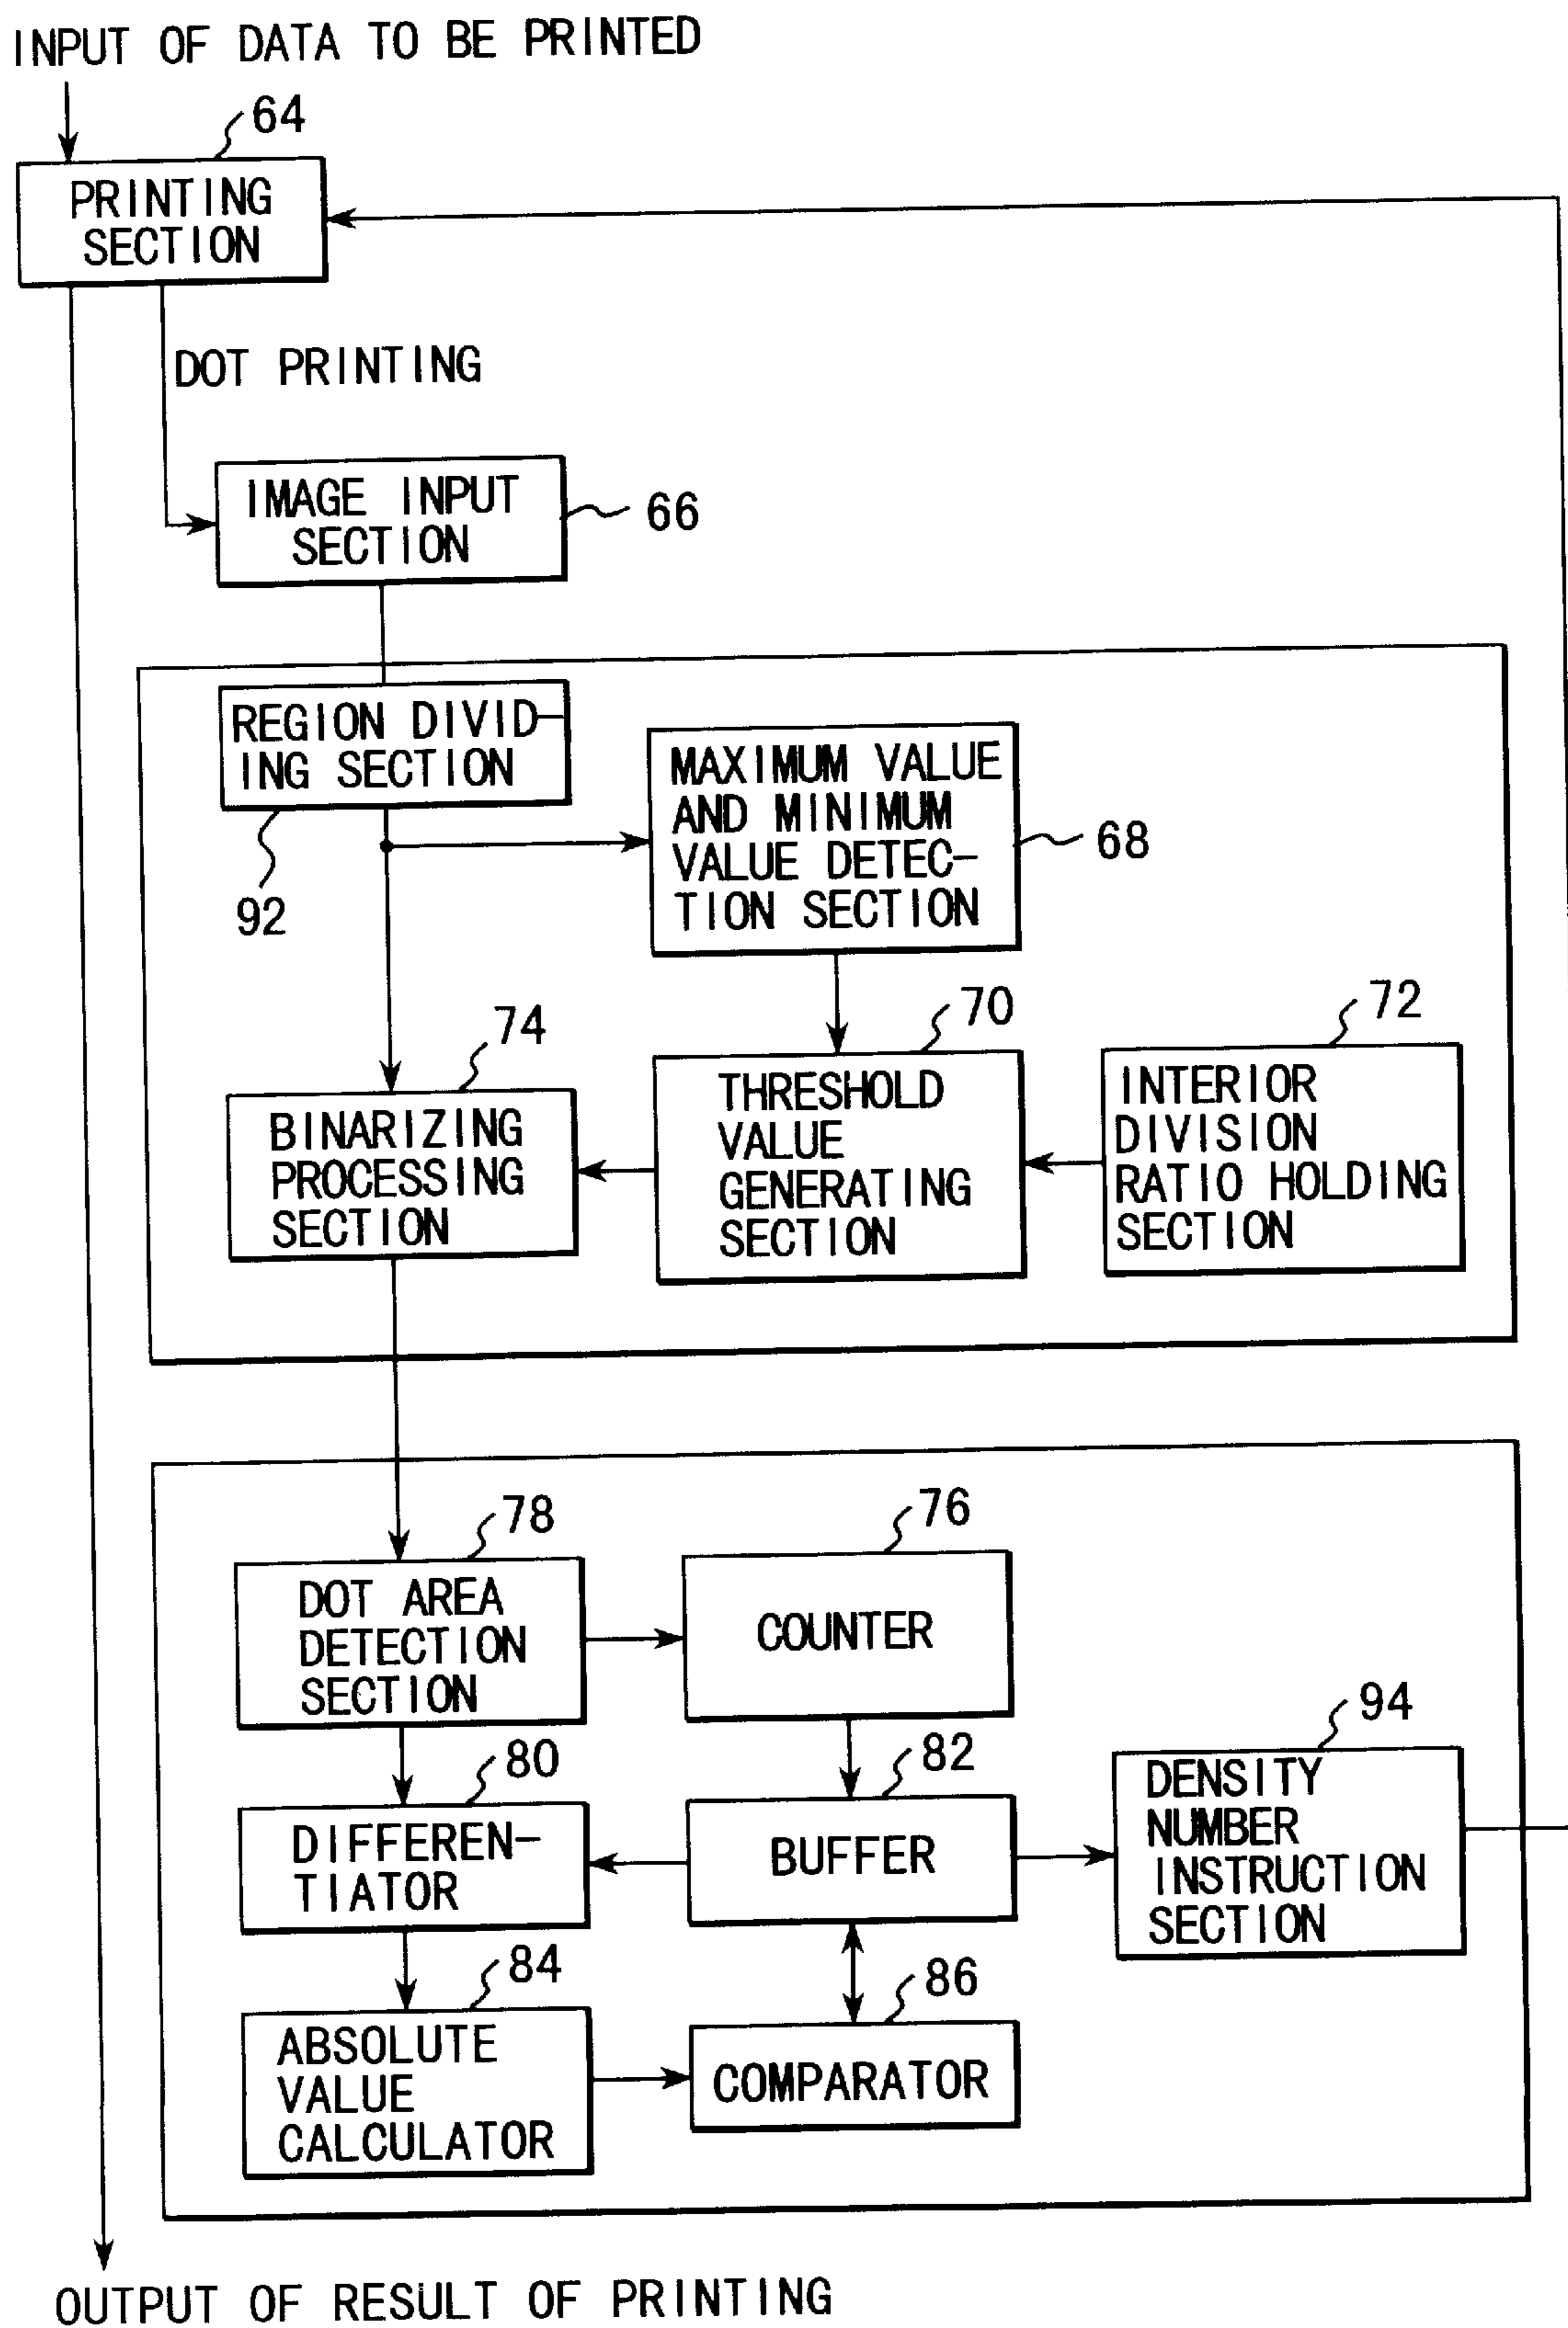 INPUT OF DATA TO BE PRINTED
64
PRINTING
SECTION
DOT PRINTING
IMAGE INPUT
SECTION
66
REGION DIVID-
ING SECTION
92
MAXIMUM VALUE
AND MINIMUM
VALUE DETEC-
TION SECTION
68
74
BINARIZING
PROCESSING
SECTION
70
THRESHOLD
VALUE
GENERATING
SECTION
72
INTERIOR
DIVISION
RATIO HOLDING
SECTION
78
DOT AREA
DETECTION
SECTION
76
COUNTER
80
DIFFEREN-
TIATOR
82
BUFFER
94
DENSITY
NUMBER
INSTRUCTION
SECTION
84
ABSOLUTE
VALUE
CALCULATOR
86
COMPARATOR
OUTPUT OF RESULT OF PRINTING